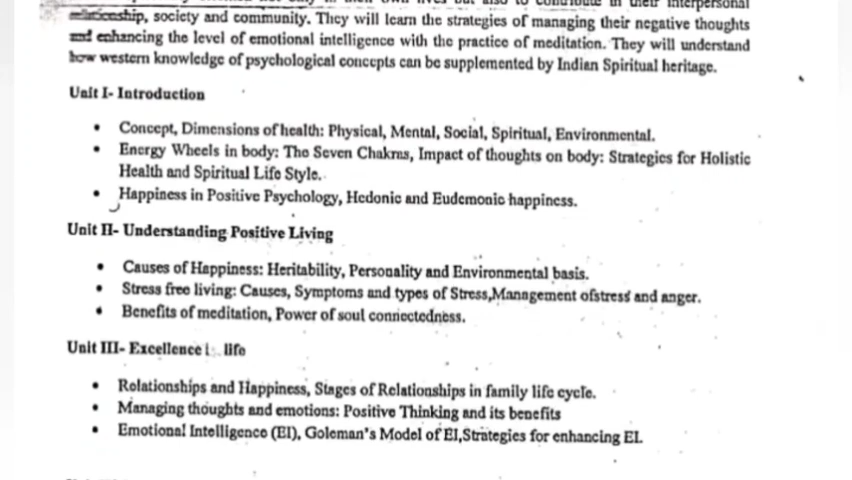 relationship, society and community. They will learn the strategies of managing their negative thoughts
and enhancing the level of emotional intelligence with the practice of meditation. They will understand
how western knowledge of psychological concepts can be supplemented by Indian Spiritual heritage.
Unit I- Introduction
• Concept, Dimensions of health: Physical, Mental, Social, Spiritual, Environmental.
• Energy Wheels in body: The Seven Chakras, Impact of thoughts on body: Strategies for Holistic
Health and Spiritual Life Style.
• Happiness in Positive Psychology, Hedonic and Eudemonic happiness.
Unit II- Understanding Positive Living
• Causes of Happiness: Heritability, Personality and Environmental basis.
• Stress free living: Causes, Symptoms and types of Stress,Management ofstress and anger.
• Benefits of meditation, Power of soul connectedness.
Unit III- Excellence life
• Relationships and Happiness, Stages of Relationships in family life cycle.
• Managing thoughts and emotions: Positive Thinking and its benefits
• Emotional Intelligence (EI), Goleman's Model of EI,Strategies for enhancing EI.